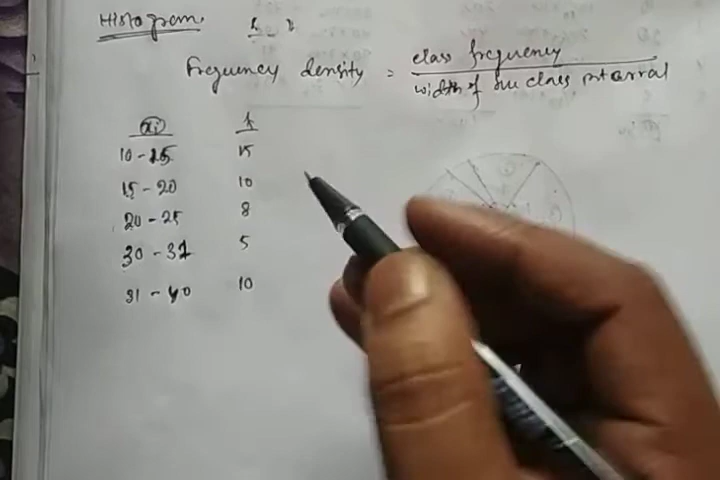 Histogram.
Frequency density = class frequency / width of the class interval
xi f
10-15 15
15-20 10
20-25 8
30-31 5
31-40 10